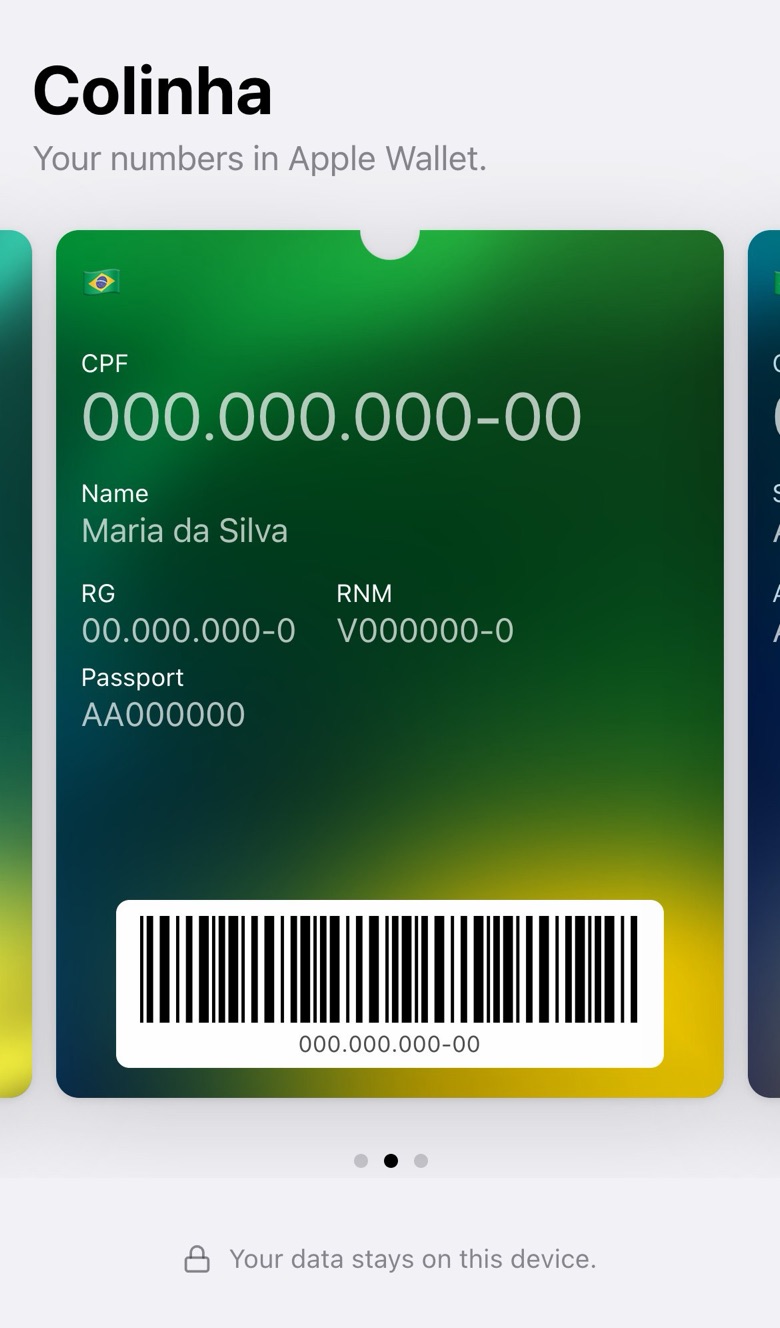 Colinha
Your numbers in Apple Wallet.
CPF
000.000.000-00
Name
Maria da Silva
RG RNM
00.000.000-0 V000000-0
Passport
AA000000
000.000.000-00
Your data stays on this device.